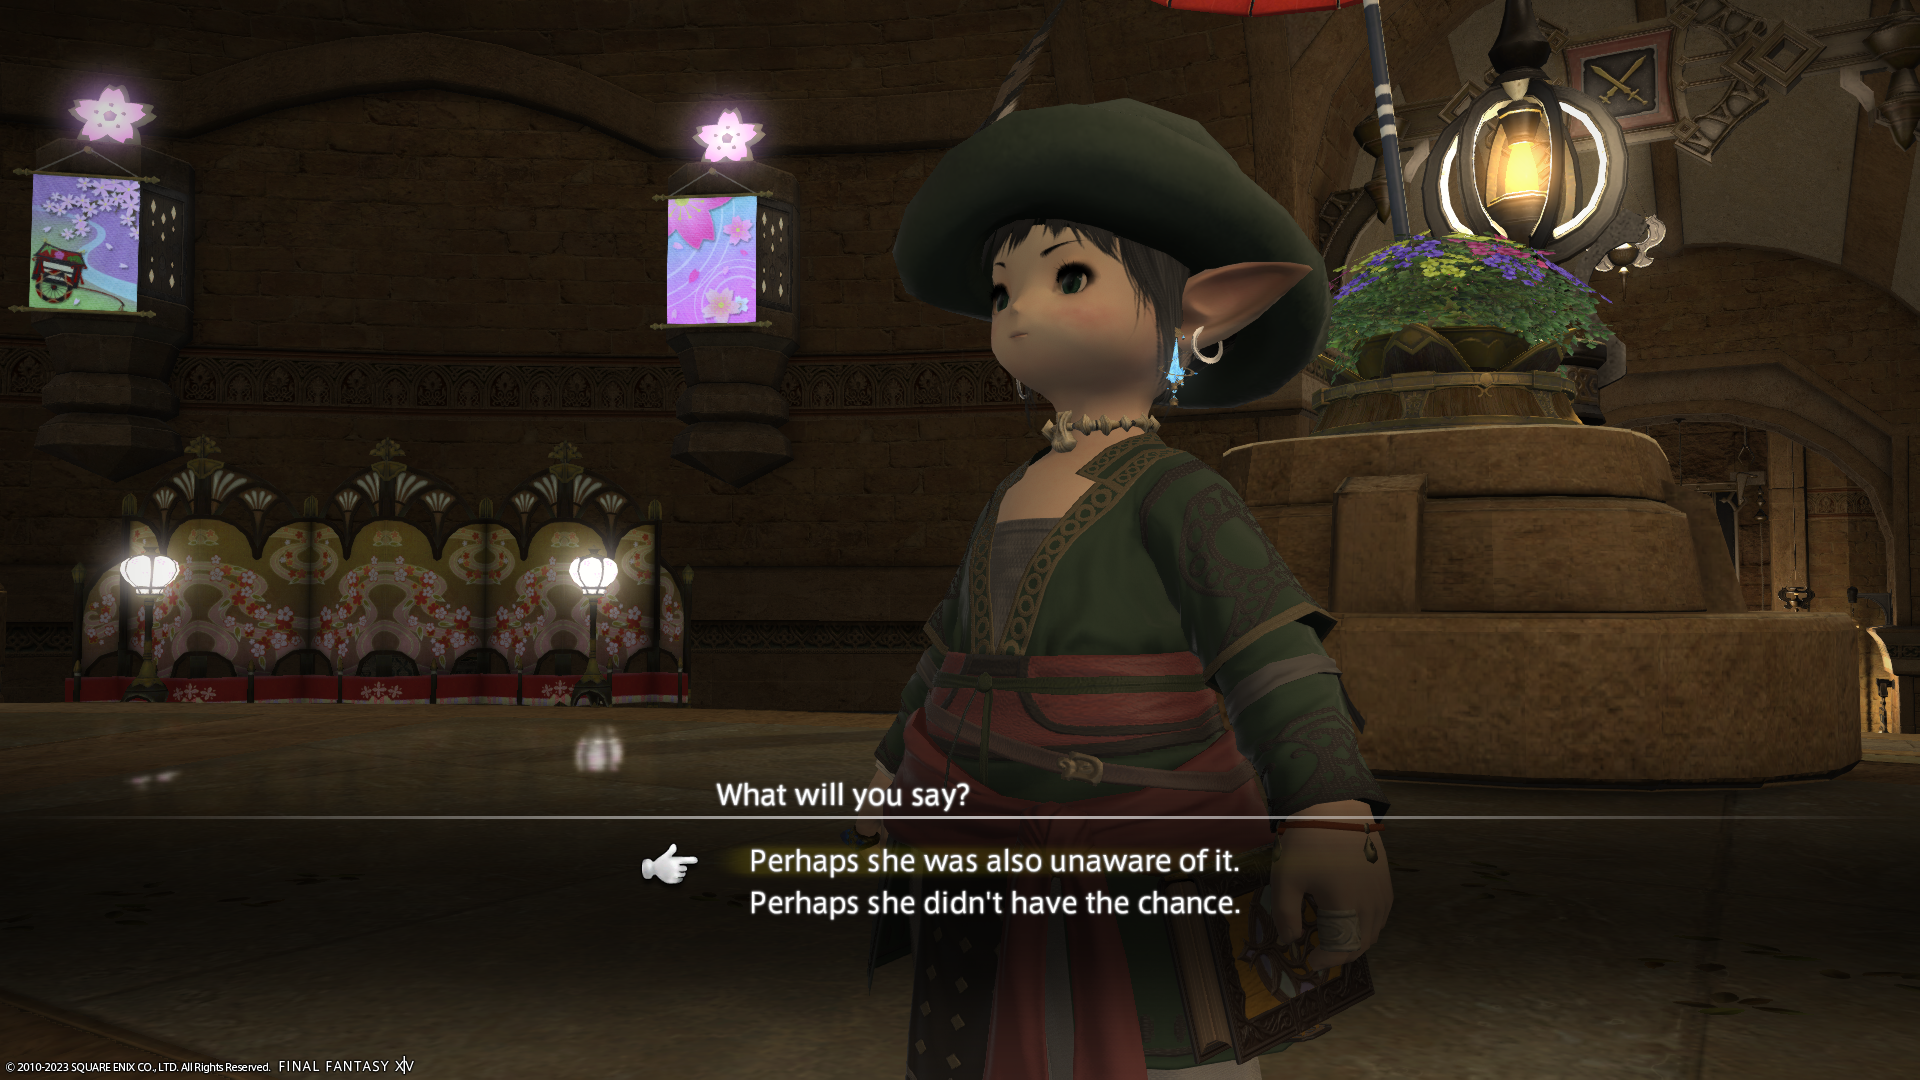 What will you say?
Perhaps she was also unaware of it.
Perhaps she didn't have the chance.
© 2010-2023 SQUARE ENIX CO., LTD. All Rights Reserved. FINAL FANTASY XIV